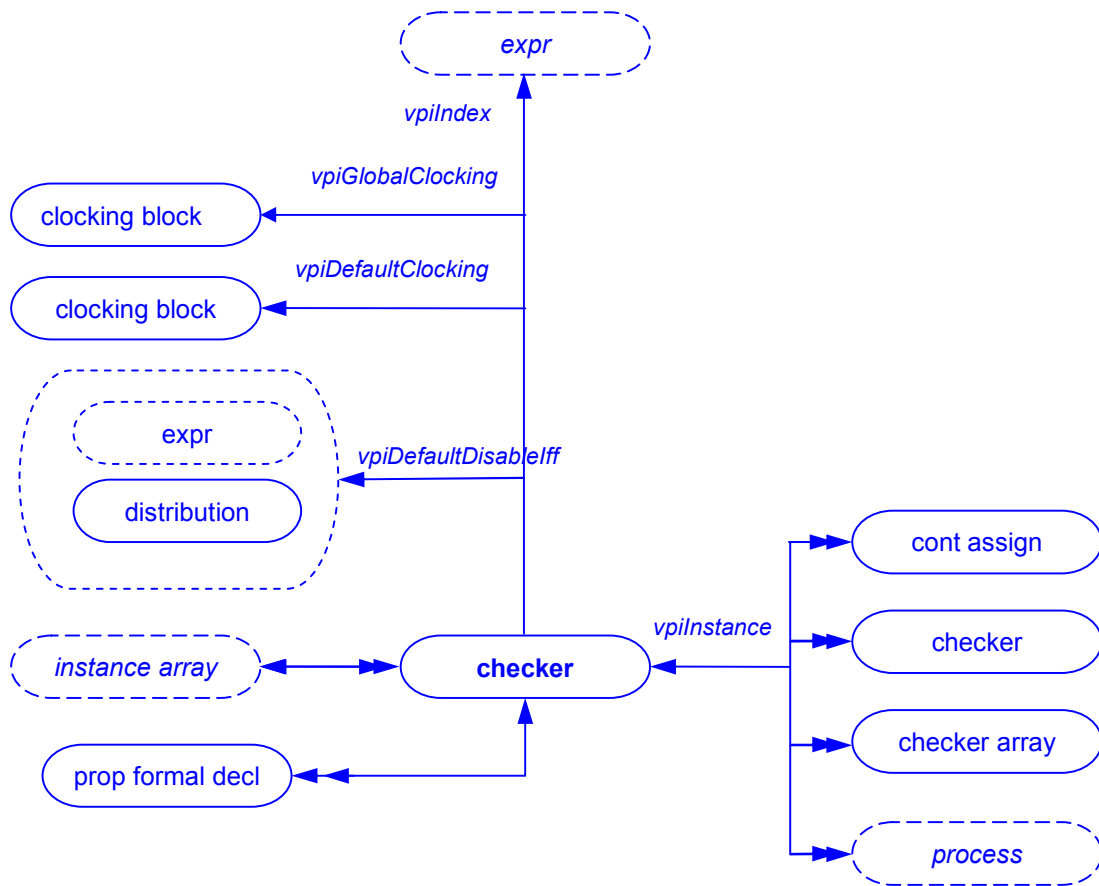 expr
vpiIndex
vpiGlobalClocking
clocking block
vpiDefaultClocking
clocking block
expr
vpiDefaultDisableIff
distribution
cont assign
vpiInstance
checker
instance array
checker
checker array
prop formal decl
process